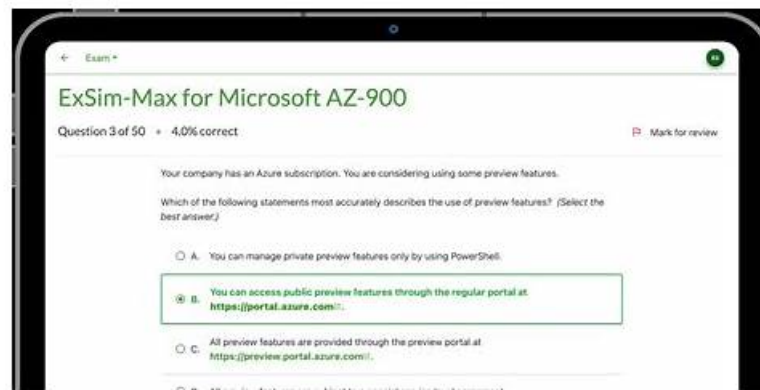 ← Exam
ExSim-Max for Microsoft AZ-900
Question 3 of 50 • 4.0% correct
Mark for review
Your company has an Azure subscription. You are considering using some preview features.
Which of the following statements most accurately describes the use of preview features? (Select the
best answer.)
A. You can manage private preview features only by using PowerShell.
B. You can access public preview features through the regular portal at
https://portal.azure.com.
C. All preview features are provided through the preview portal at
https://preview.portal.azure.com.